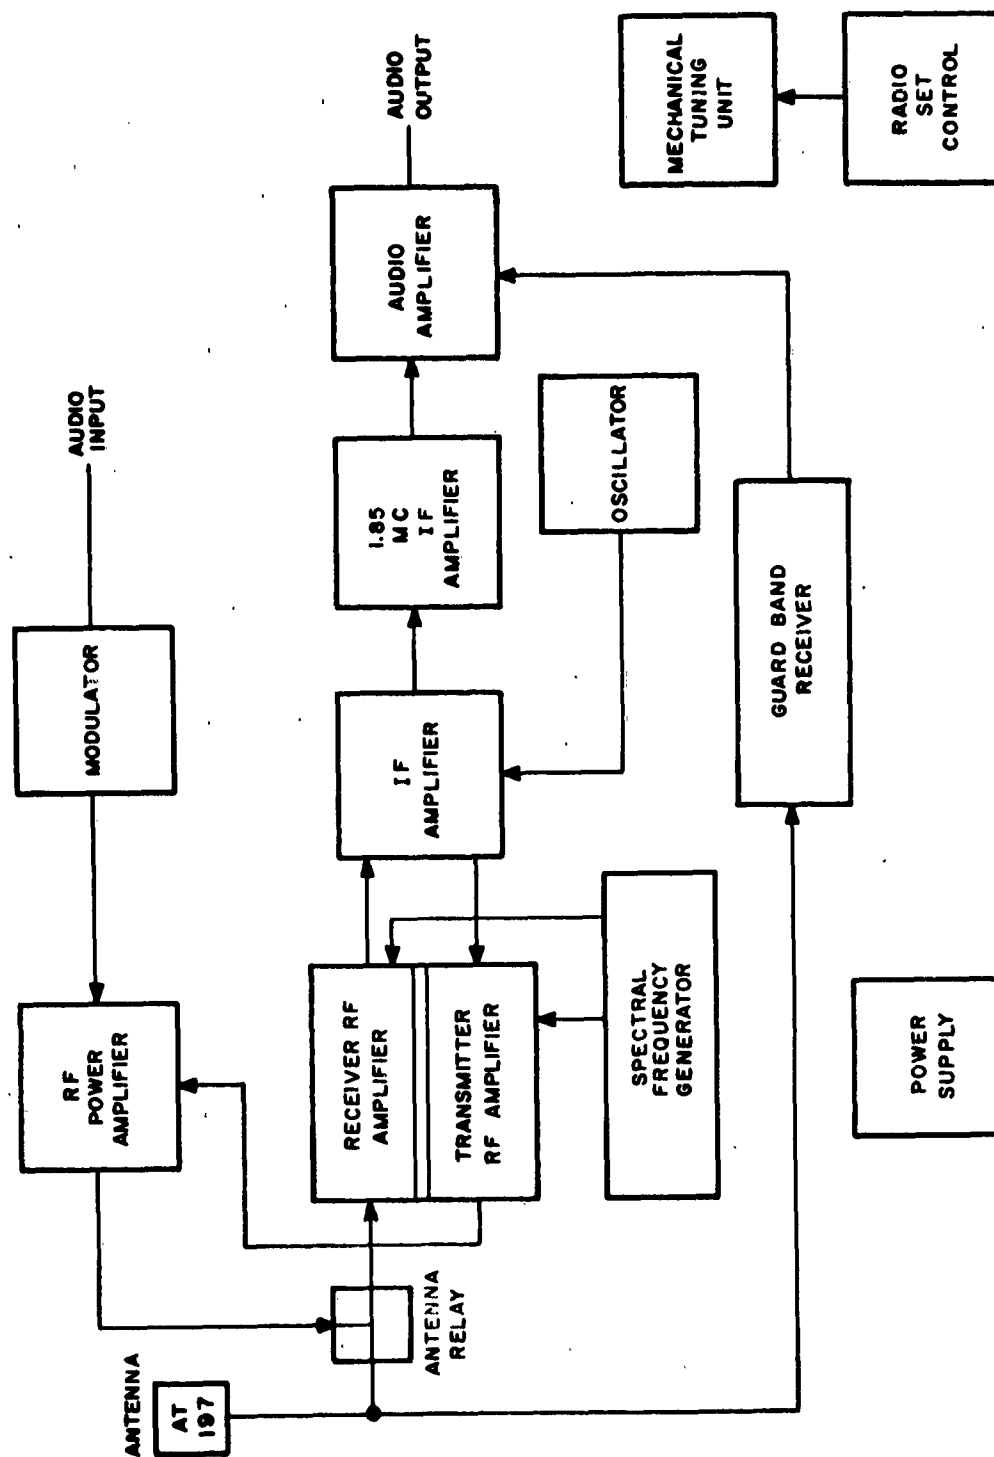 ANTENNA
AT
197
ANTENNA
RELAY
RF
POWER
AMPLIFIER
MODULATOR
AUDIO
INPUT
RECEIVER RF
AMPLIFIER
TRANSMITTER
RF AMPLIFIER
IF
AMPLIFIER
1.85
MC
IF
AMPLIFIER
AUDIO
AMPLIFIER
AUDIO
OUTPUT
SPECTRAL
FREQUENCY
GENERATOR
OSCILLATOR
GUARD BAND
RECEIVER
MECHANICAL
TUNING
UNIT
POWER
SUPPLY
RADIO
SET
CONTROL